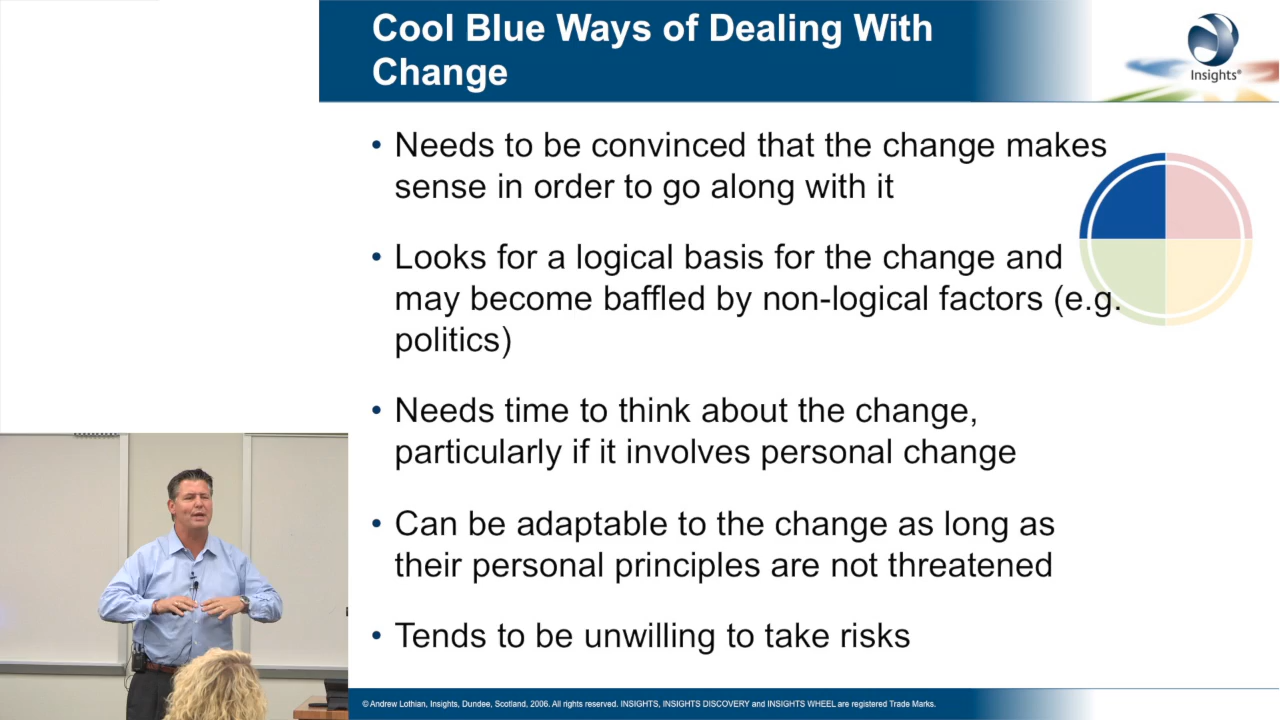 Cool Blue Ways of Dealing With
Change
Insights®
• Needs to be convinced that the change makes
sense in order to go along with it
• Looks for a logical basis for the change and
may become baffled by non-logical factors (e.g.
politics)
• Needs time to think about the change,
particularly if it involves personal change
• Can be adaptable to the change as long as
their personal principles are not threatened
• Tends to be unwilling to take risks
© Andrew Lothian, Insights, Dundee, Scotland, 2006. All rights reserved. INSIGHTS, INSIGHTS DISCOVERY and INSIGHTS WHEEL are registered Trade Marks.